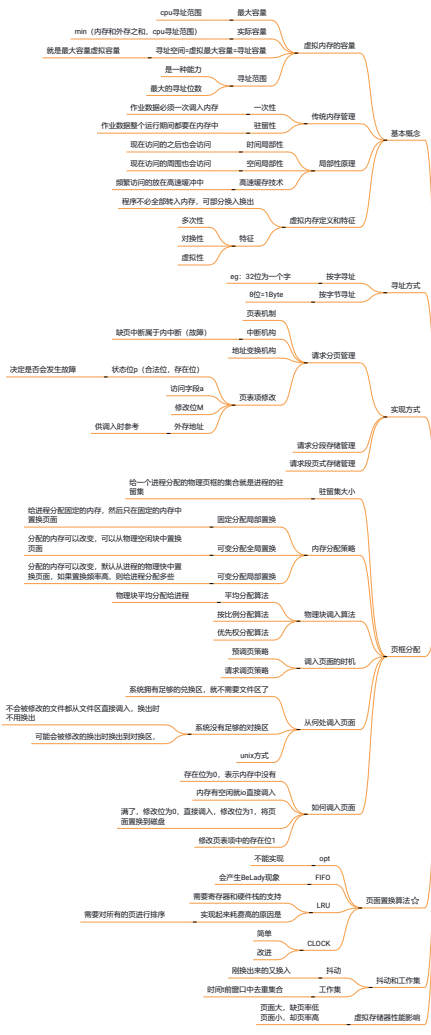 cpu寻址范围
最大容量
min（内存和外存之和，cpu寻址范围）
实际容量
虚拟内存的容量
就是最大容量虚拟容量
寻址空间=虚拟最大容量=寻址容量
是一种能力
寻址范围
最大的寻址位数
作业数据必须一次调入内存
一次性
传统内存管理
作业数据整个运行期间都要在内存中
驻留性
基本概念
现在访问的之后也会访问
时间局部性
现在访问的周围也会访问
空间局部性
局部性原理
频繁访问的放在高速缓冲中
高速缓存技术
程序不必全部转入内存，可部分换入换出
多次性
虚拟内存定义和特征
对换性
特征
虚拟性
eg：32位为一个字
按字寻址
寻址方式
8位=1Byte
按字节寻址
页表机制
缺页中断属于内中断（故障）
中断机构
地址变换机构
请求分页管理
决定是否会发生故障
状态位p（合法位，存在位）
访问字段a
页表项修改
修改位M
实现方式
供调入时参考
外存地址
请求分段存储管理
请求段页式存储管理
给一个进程分配的物理页框的集合就是进程的驻
留集
驻留集大小
给进程分配固定的内存，然后只在固定的内存中
置换页面
固定分配局部置换
分配的内存可以改变，可以从物理空闲块中置换
页面
可变分配全局置换
内存分配策略
分配的内存可以改变，默认从进程的物理快中置
换页面，如果置换频率高，则给进程分配多些
可变分配局部置换
物理块平均分配给进程
平均分配算法
按比例分配算法
物理块调入算法
优先权分配算法
预调页策略
页框分配
调入页面的时机
请求调页策略
系统拥有足够的兑换区，就不需要文件区了
不会被修改的文件都从文件区直接调入，换出时
不用换出
系统没有足够的对换区
从何处调入页面
可能会被修改的换出时换出到对换区，
unix方式
存在位为0，表示内存中没有
内存有空闲就io直接调入
如何调入页面
满了，修改位为0，直接调入，修改位为1，将页
面置换到磁盘
修改页表项中的存在位1
不能实现
opt
会产生BeLady现象
FIFO
需要寄存器和硬件栈的支持
页面置换算法☆
LRU
需要对所有的页进行排序
实现起来耗费高的原因是
简单
CLOCK
改进
刚换出来的又换入
抖动
抖动和工作集
时间t前窗口中去重集合
工作集
页面大，缺页率低
页面小，却页率高
虚拟存储器性能影响